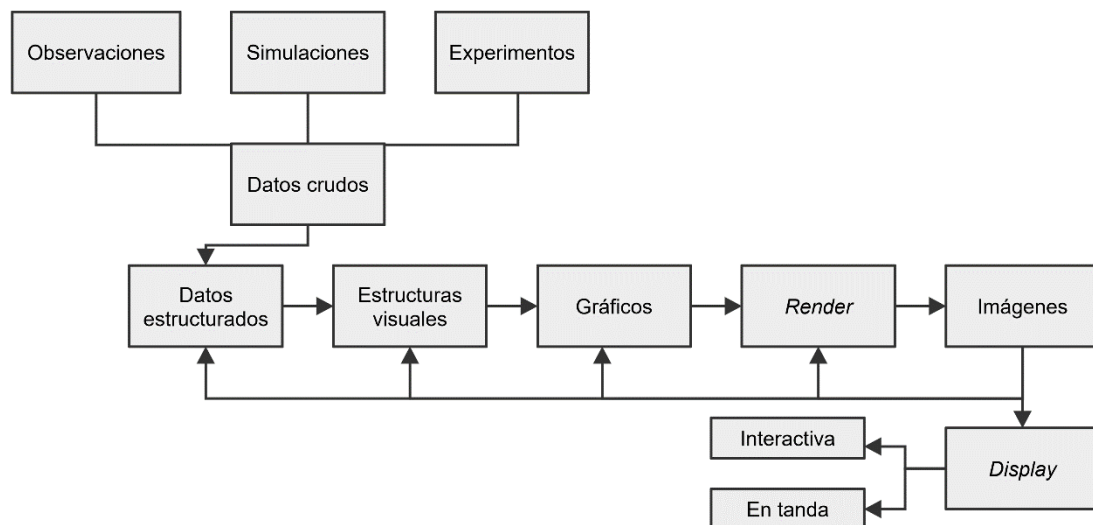 Observaciones
Simulaciones
Experimentos
Datos crudos
Datos
estructurados
Estructuras
visuales
Gráficos
Render
Imágenes
Interactiva
Display
En tanda